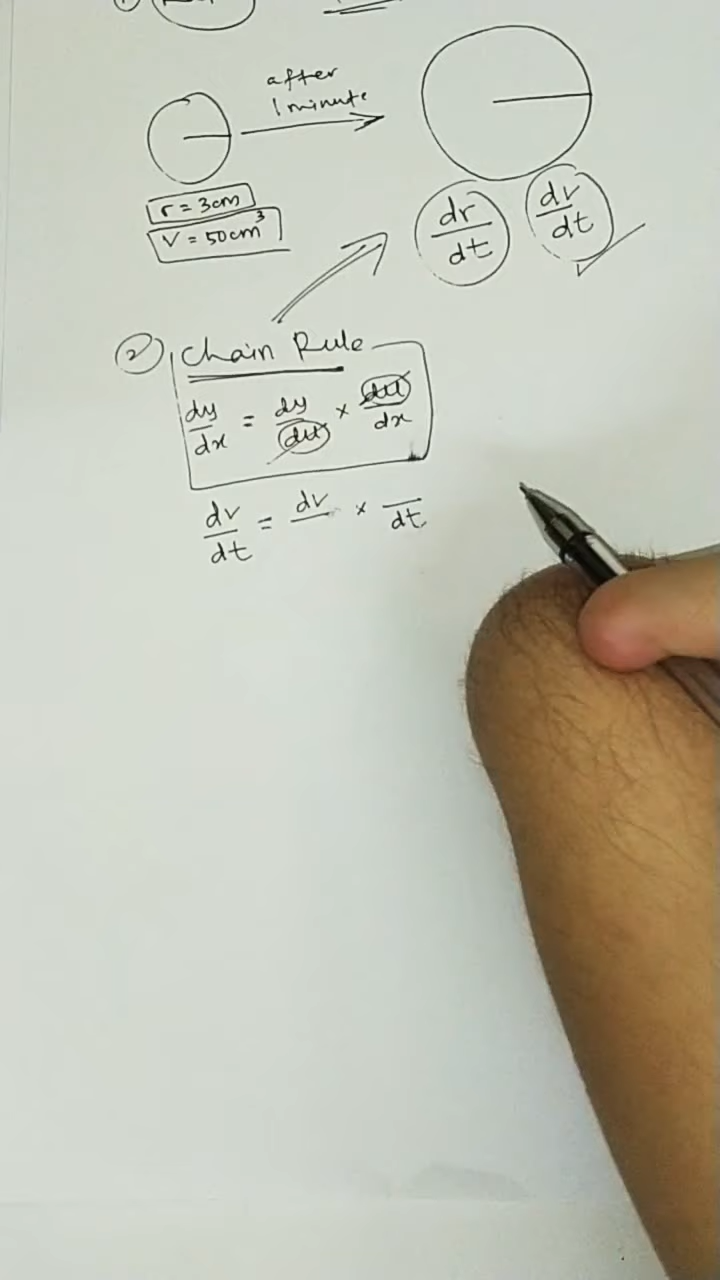 after
1 minute
r = 3cm
V = 50cm³
dr/dt dv/dt
② Chain Rule
dy/dx = dy/du × du/dx
dv/dt = dv/ × /dt